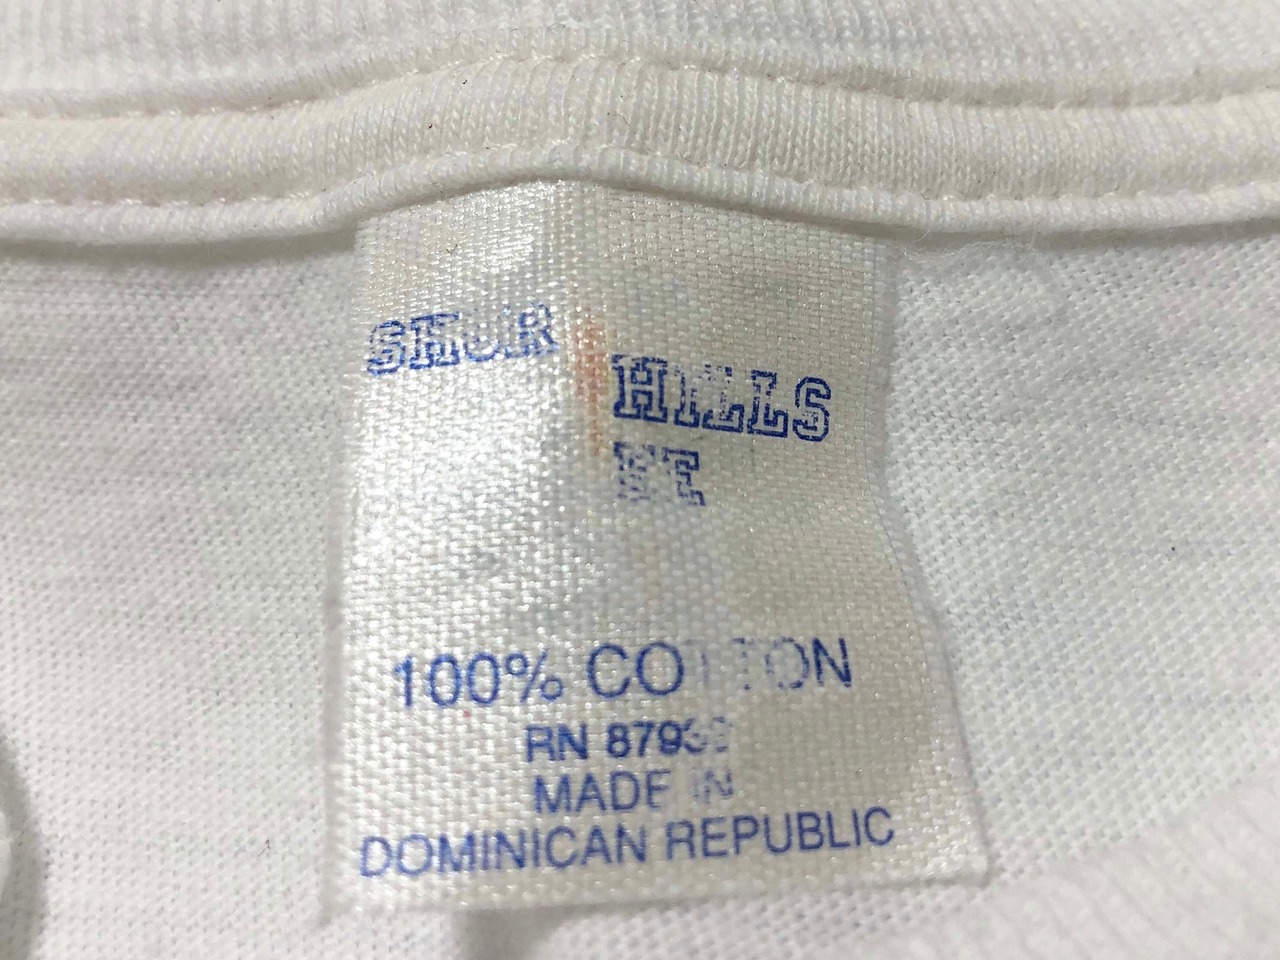 HILLS
100% COTTON
RN
MADE IN
DOMINICAN REPUBLIC